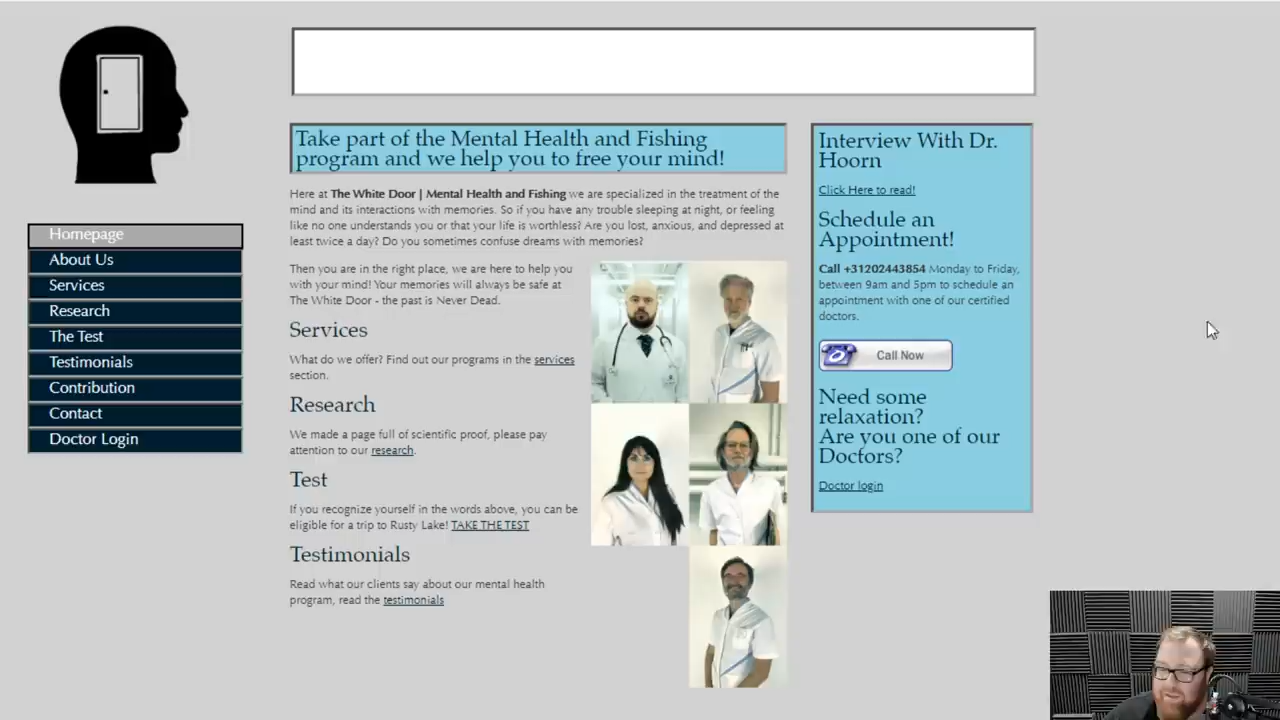 Homepage
About Us
Services
Research
The Test
Testimonials
Contribution
Contact
Doctor Login
Take part of the Mental Health and Fishing
program and we help you to free your mind!
Here at The White Door | Mental Health and Fishing we are specialized in the treatment of the
mind and its interactions with memories. So if you have any trouble sleeping at night, or feeling
like no one understands you or that your life is worthless? Are you lost, anxious, and depressed at
least twice a day? Do you sometimes confuse dreams with memories?
Then you are in the right place, we are here to help you
with your mind! Your memories will always be safe at
The White Door - the past is Never Dead.
Services
What do we offer? Find out our programs in the services
section.
Research
We made a page full of scientific proof, please pay
attention to our research.
Test
If you recognize yourself in the words above, you can be
eligible for a trip to Rusty Lake! TAKE THE TEST
Testimonials
Read what our clients say about our mental health
program, read the testimonials
Interview With Dr.
Hoorn
Click Here to read!
Schedule an
Appointment!
Call +31202443854 Monday to Friday,
between 9am and 5pm to schedule an
appointment with one of our certified
doctors.
Call Now
Need some
relaxation?
Are you one of our
Doctors?
Doctor login